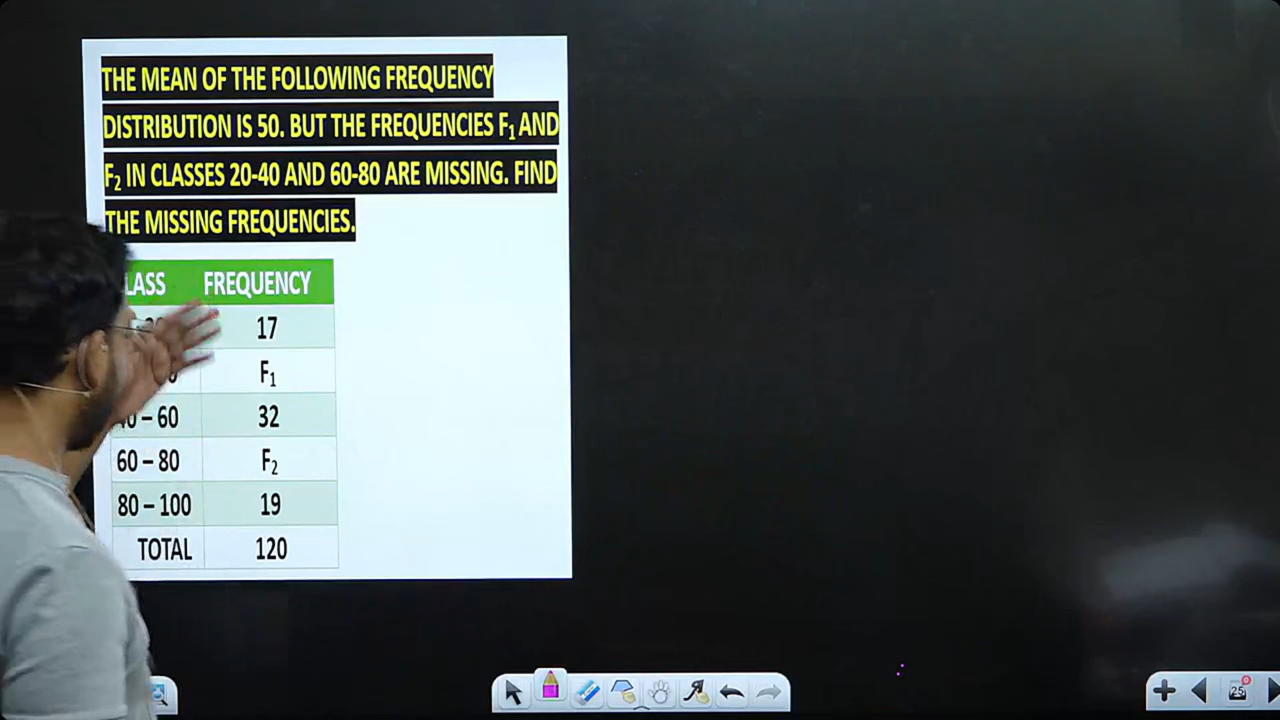 THE MEAN OF THE FOLLOWING FREQUENCY
DISTRIBUTION IS 50. BUT THE FREQUENCIES F₁ AND
F₂ IN CLASSES 20-40 AND 60-80 ARE MISSING. FIND
THE MISSING FREQUENCIES.
FREQUENCY
17
F₁
– 60 32
60 – 80 F₂
80 – 100 19
TOTAL 120
25